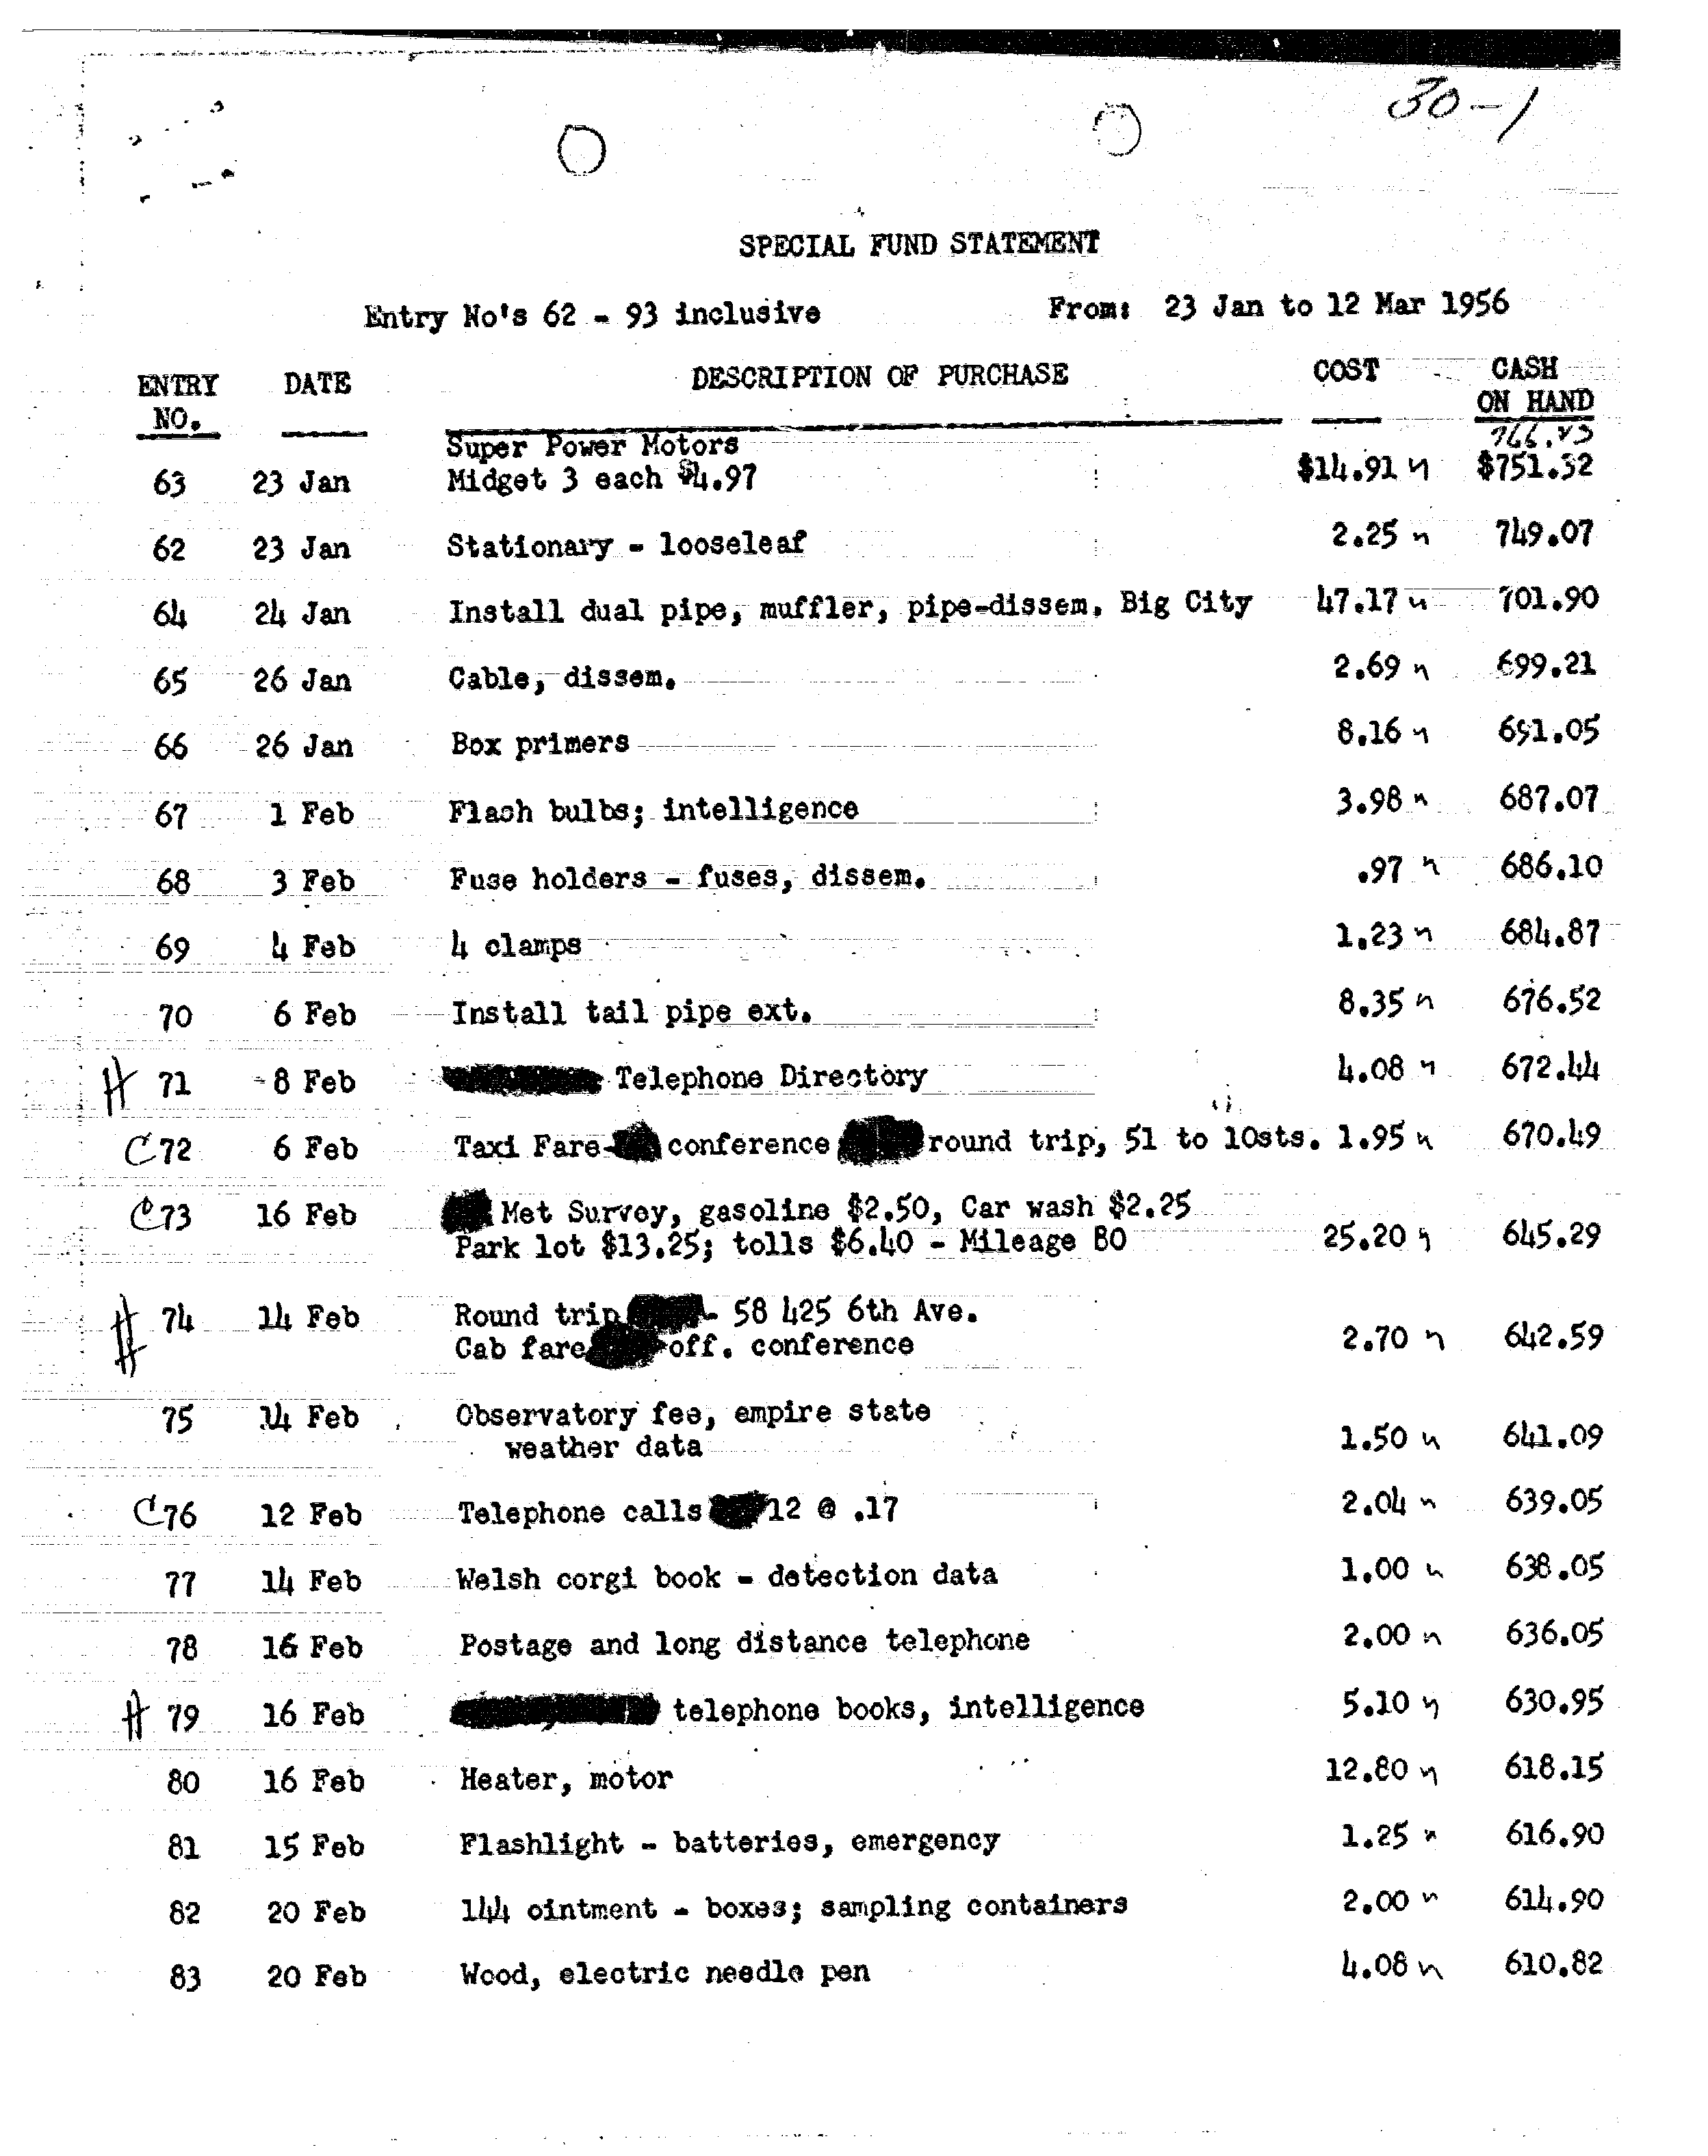 30-1
SPECIAL FUND STATEMENT
Entry No's 62 - 93 inclusive From: 23 Jan to 12 Mar 1956
ENTRY NO. DATE DESCRIPTION OF PURCHASE COST CASH ON HAND
Super Power Motors
63 23 Jan Midget 3 each $4.97 $14.91 $751.32
62 23 Jan Stationary - looseleaf 2.25 749.07
64 24 Jan Install dual pipe, muffler, pipe-dissem. Big City 47.17 701.90
65 26 Jan Cable, dissem. 2.69 699.21
66 26 Jan Box primers 8.16 691.05
67 1 Feb Flash bulbs; intelligence 3.98 687.07
68 3 Feb Fuse holders - fuses, dissem. .97 686.10
69 4 Feb 4 clamps 1.23 684.87
70 6 Feb Install tail pipe ext. 8.35 676.52
71 8 Feb Telephone Directory 4.08 672.44
C 72 6 Feb Taxi Fare- conference round trip, 51 to 10sts. 1.95 670.49
C 73 16 Feb Met Survey, gasoline $2.50, Car wash $2.25
Park lot $13.25; tolls $6.40 - Mileage 80 25.20 645.29
74 14 Feb Round trip - 58 425 6th Ave.
Cab fare off. conference 2.70 642.59
75 14 Feb Observatory fee, empire state
weather data 1.50 641.09
C 76 12 Feb Telephone calls 12 @ .17 2.04 639.05
77 14 Feb Welsh corgi book - detection data 1.00 638.05
78 16 Feb Postage and long distance telephone 2.00 636.05
79 16 Feb telephone books, intelligence 5.10 630.95
80 16 Feb Heater, motor 12.80 618.15
81 15 Feb Flashlight - batteries, emergency 1.25 616.90
82 20 Feb 144 ointment - boxes; sampling containers 2.00 614.90
83 20 Feb Wood, electric needle pen 4.08 610.82